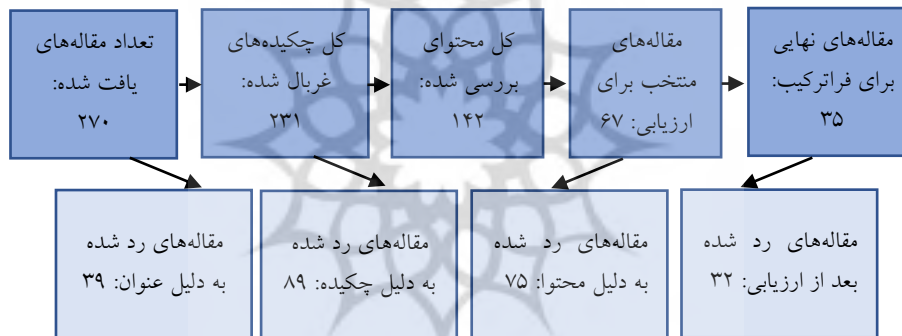 تعداد مقاله‌های
یافت شده:
۲۷۰
کل چکیده‌های
غربال شده:
۲۳۱
کل محتوای
بررسی شده:
۱۴۲
مقاله‌های
منتخب برای
ارزیابی: ۶۷
مقاله‌های نهایی
برای فراترکیب:
۳۵
مقاله‌های رد شده
به دلیل عنوان: ۳۹
مقاله‌های رد شده
به دلیل چکیده: ۸۹
مقاله‌های رد شده
به دلیل محتوا: ۷۵
مقاله‌های رد شده
بعد از ارزیابی: ۳۲